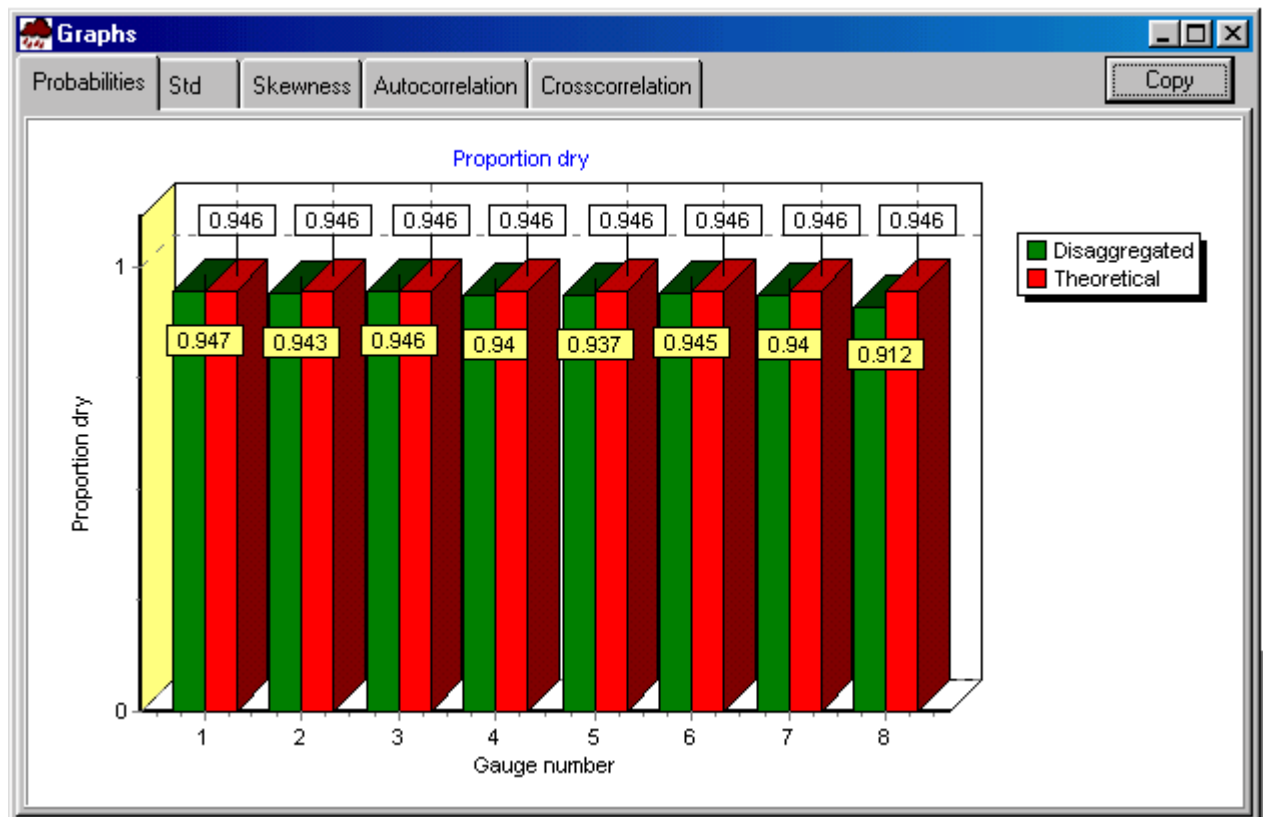 Graphs
Probabilities Std Skewness Autocorrelation Crosscorrelation Copy
Proportion dry
0.946 0.946 0.946 0.946 0.946 0.946 0.946 0.946
Disaggregated
Theoretical
1
0.947 0.943 0.946 0.94 0.937 0.945 0.94 0.912
Proportion dry
0
1 2 3 4 5 6 7 8
Gauge number